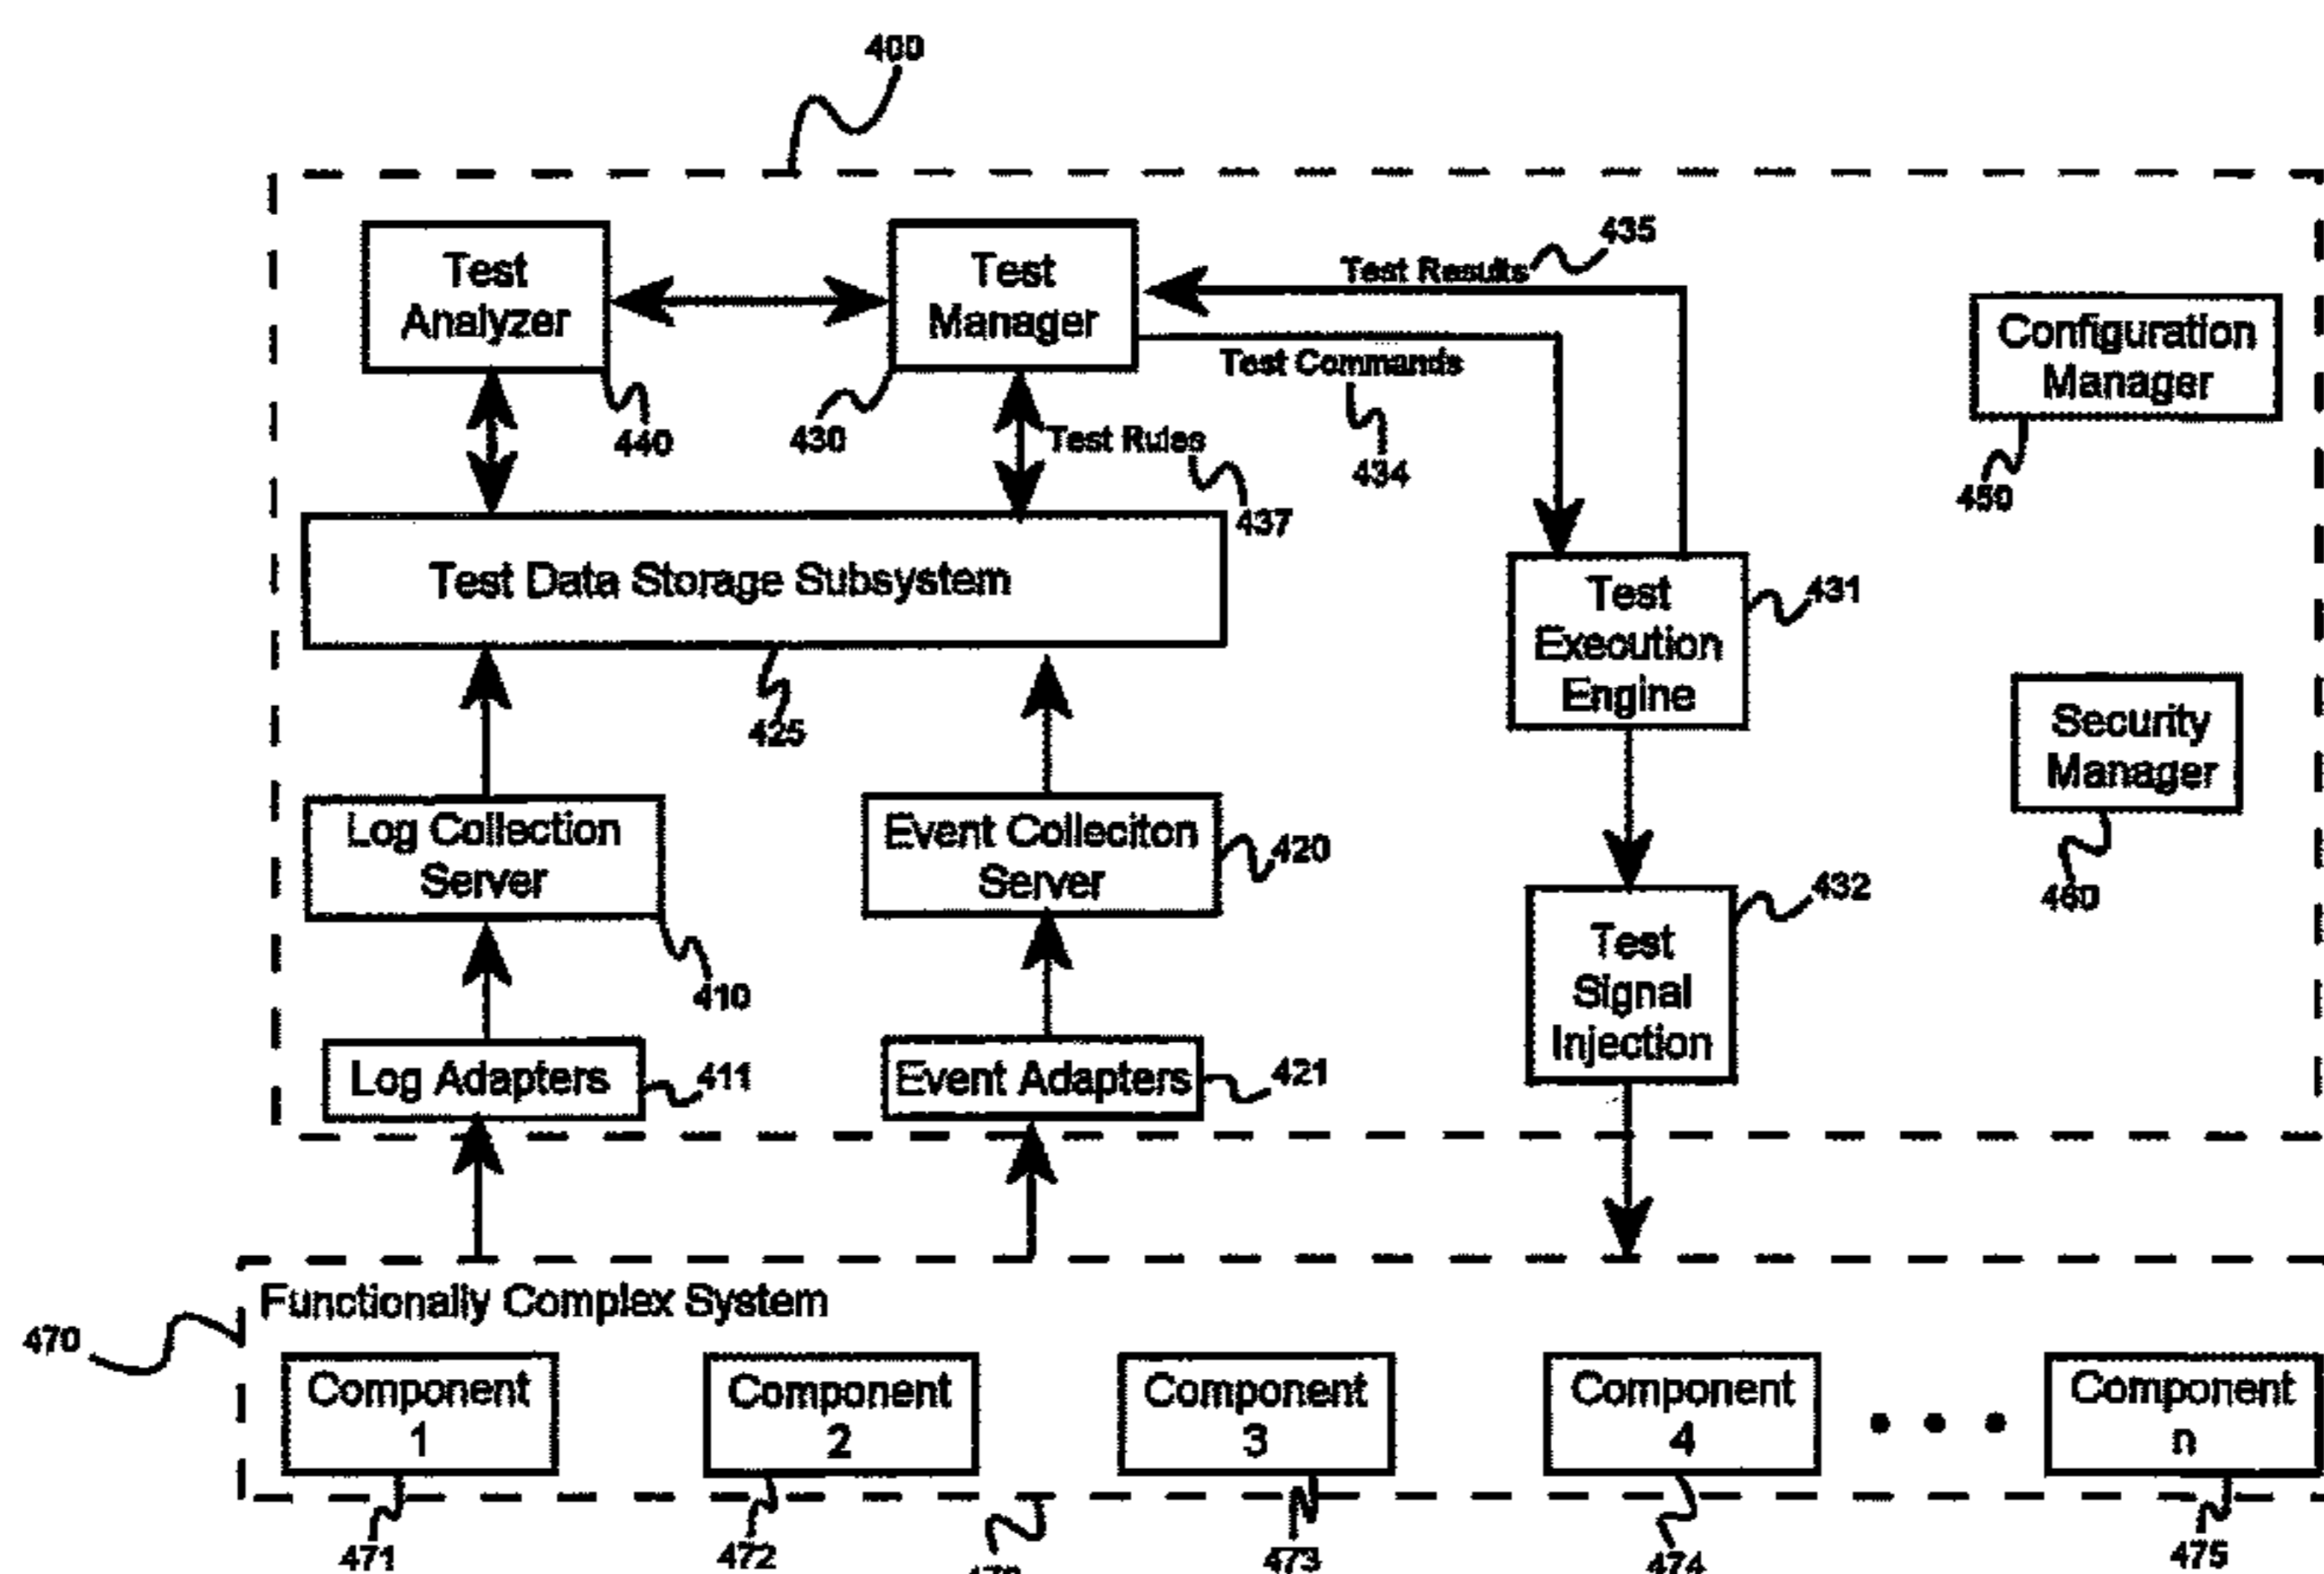 400
Test
Analyzer
440
Test
Manager
430
Test Results
435
Test Commands
434
Test Rules
437
Configuration
Manager
450
Test Data Storage Subsystem
425
Test
Execution
Engine
431
Security
Manager
460
Log Collection
Server
410
Event Colleciton
Server
420
Test
Signal
Injection
432
Log Adapters
411
Event Adapters
421
Functionally Complex System
470
Component
1
471
Component
2
472
Component
3
473
Component
4
474
Component
n
475